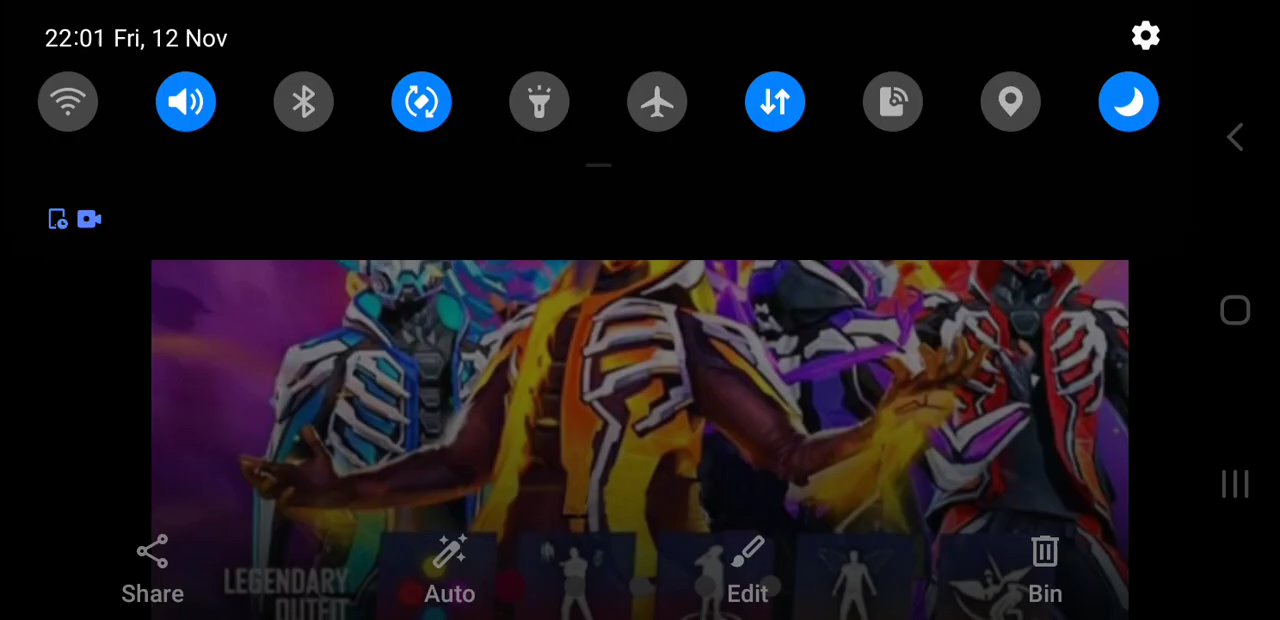 22:01 Fri, 12 Nov
LEGENDARY
OUTFIT
Share
Auto
Edit
Bin